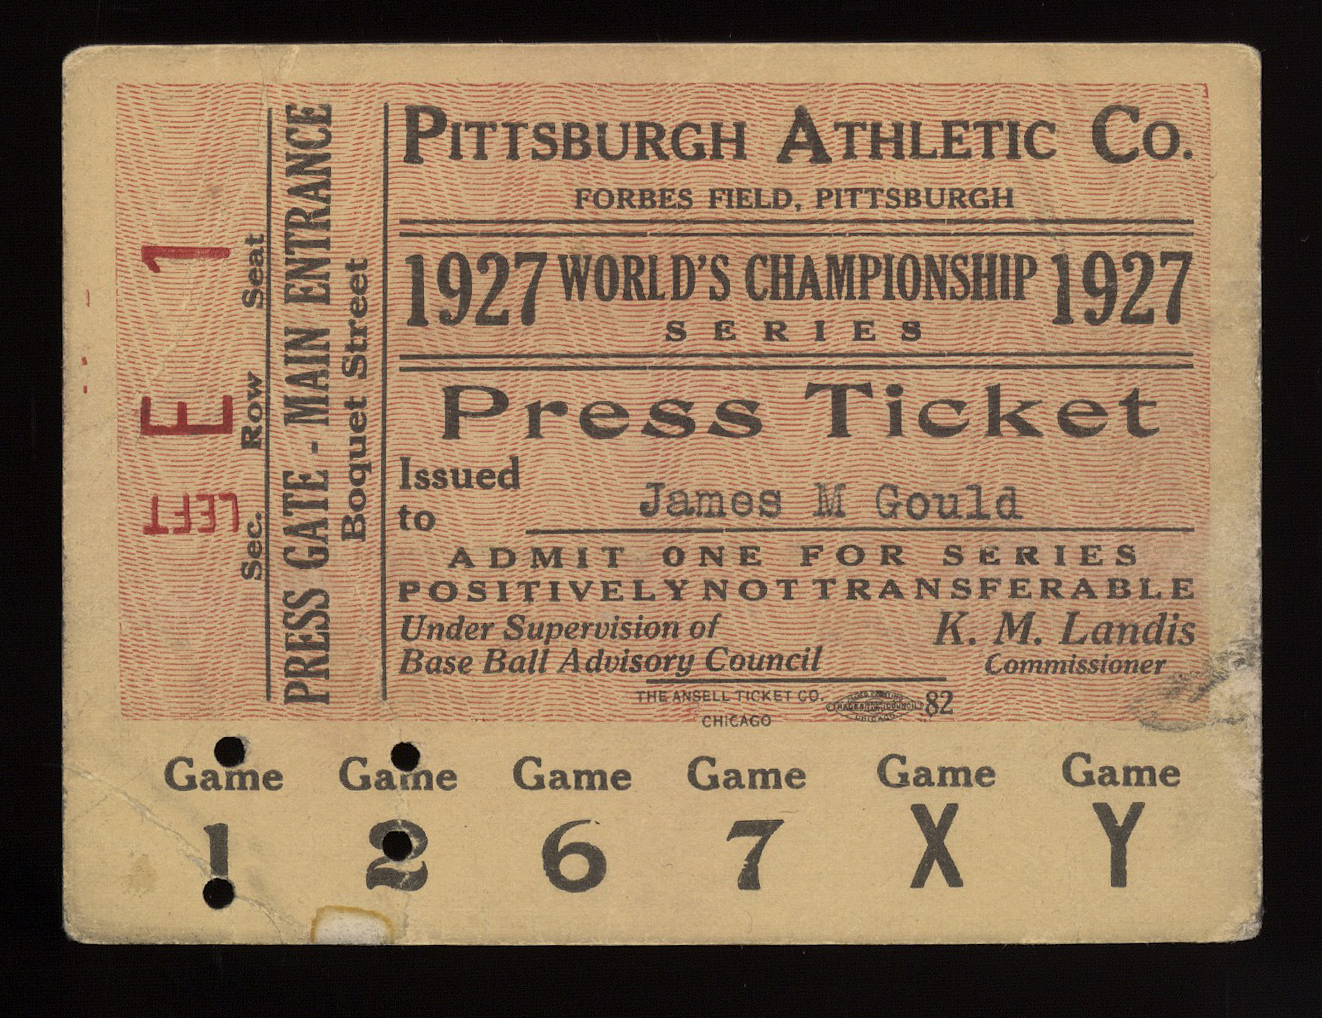 LEFT E 1
Sec. Row Seat
PRESS GATE - MAIN ENTRANCE
Boquet Street
PITTSBURGH ATHLETIC CO.
FORBES FIELD, PITTSBURGH
1927 WORLD'S CHAMPIONSHIP 1927
SERIES
Press Ticket
Issued
to James M Gould
ADMIT ONE FOR SERIES
POSITIVELY NOT TRANSFERABLE
Under Supervision of K. M. Landis
Base Ball Advisory Council Commissioner
THE ANSELL TICKET CO. 82
CHICAGO
Game Game Game Game Game Game
1 2 6 7 X Y